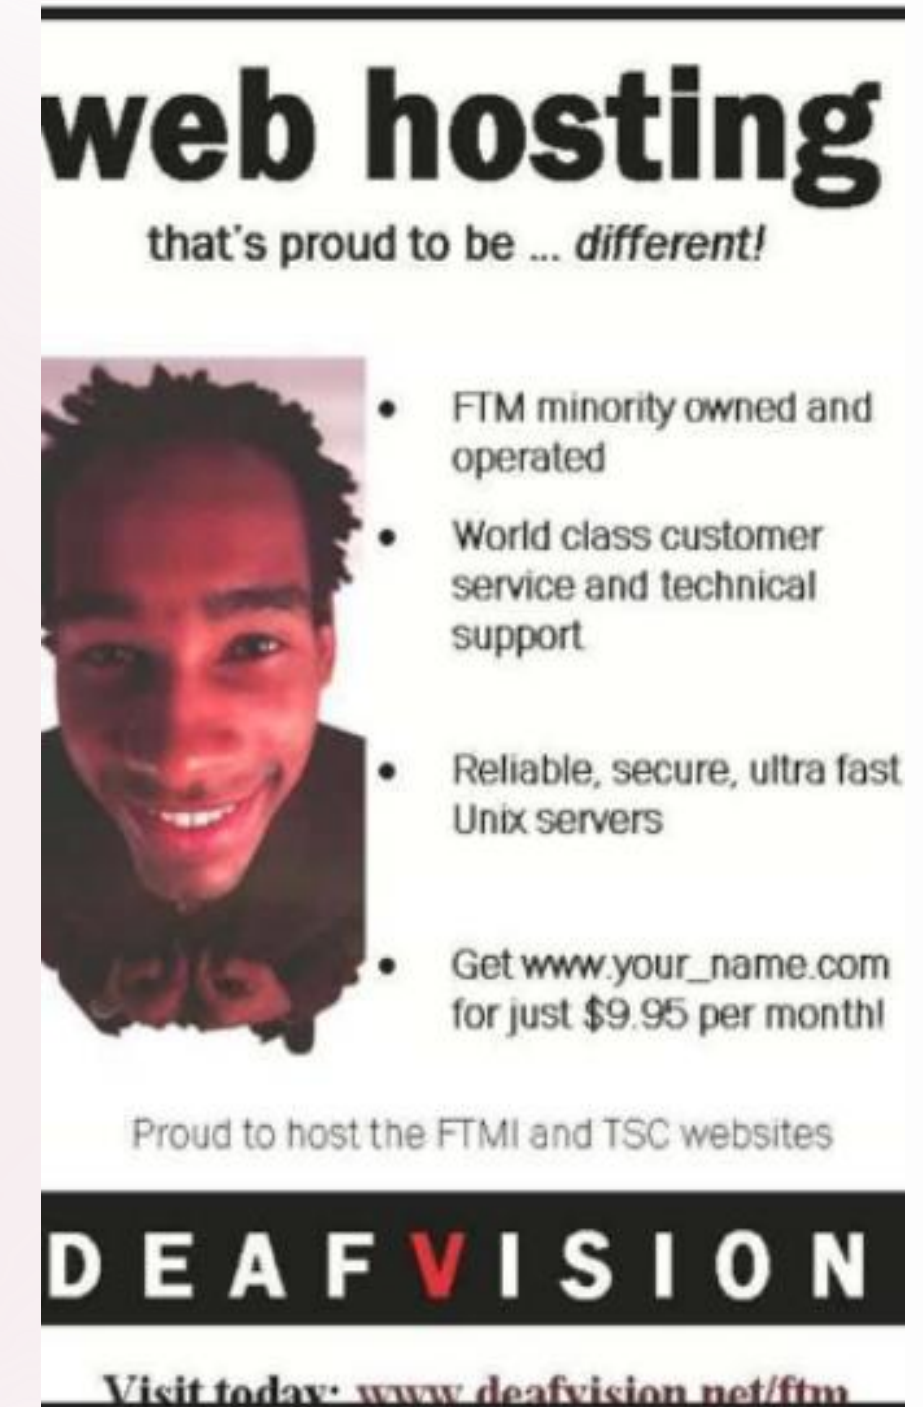 web hosting
that's proud to be ... different!
• FTM minority owned and
operated
• World class customer
service and technical
support
• Reliable, secure, ultra fast
Unix servers
• Get www.your_name.com
for just $9.95 per month!
Proud to host the FTMI and TSC websites
DEAFVISION
Visit today: www.deafvision.net/ftm